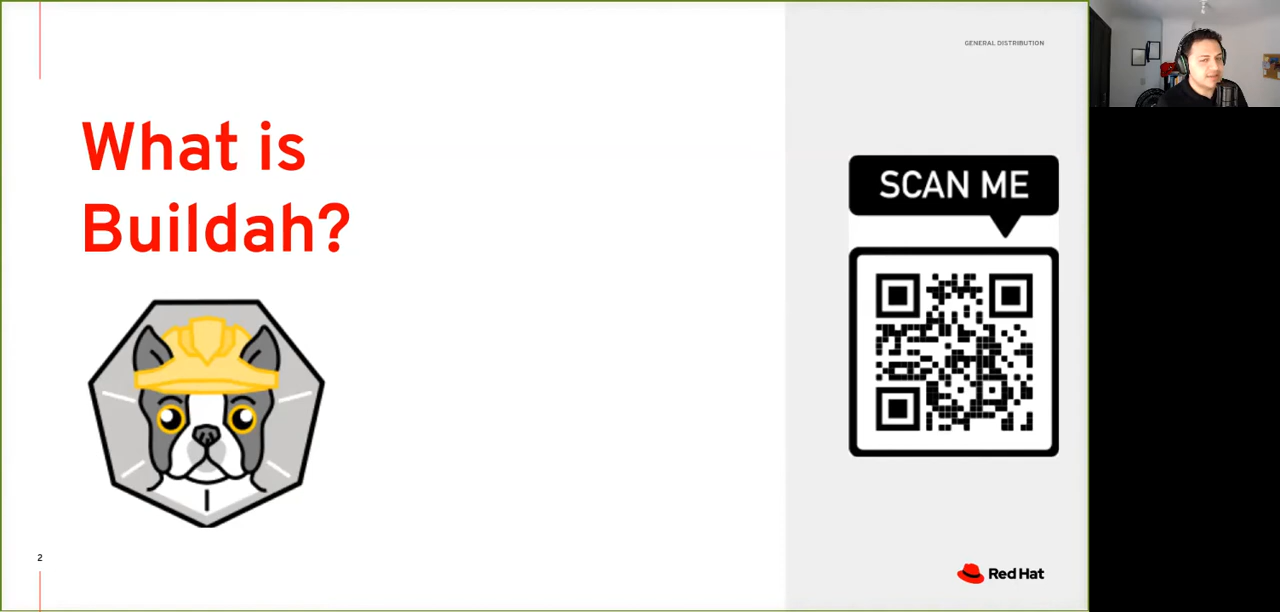 GENERAL DISTRIBUTION
What is
Buildah?
SCAN ME
2
Red Hat